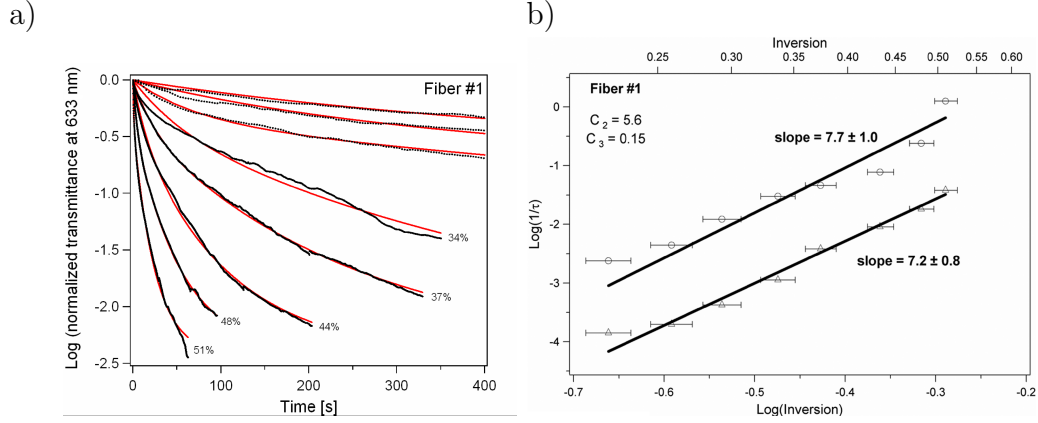 a)
Log (normalized transmittance at 633 nm)
0.0
-0.5
-1.0
-1.5
-2.0
-2.5
Fiber #1
34%
37%
44%
48%
51%
0 100 200 300 400
Time [s]
b)
Inversion
0.25 0.30 0.35 0.40 0.45 0.50 0.55 0.60
Log(1/τ)
0
-1
-2
-3
-4
Fiber #1
C₂ = 5.6
C₃ = 0.15
slope = 7.7 ± 1.0
slope = 7.2 ± 0.8
-0.7 -0.6 -0.5 -0.4 -0.3 -0.2
Log(Inversion)